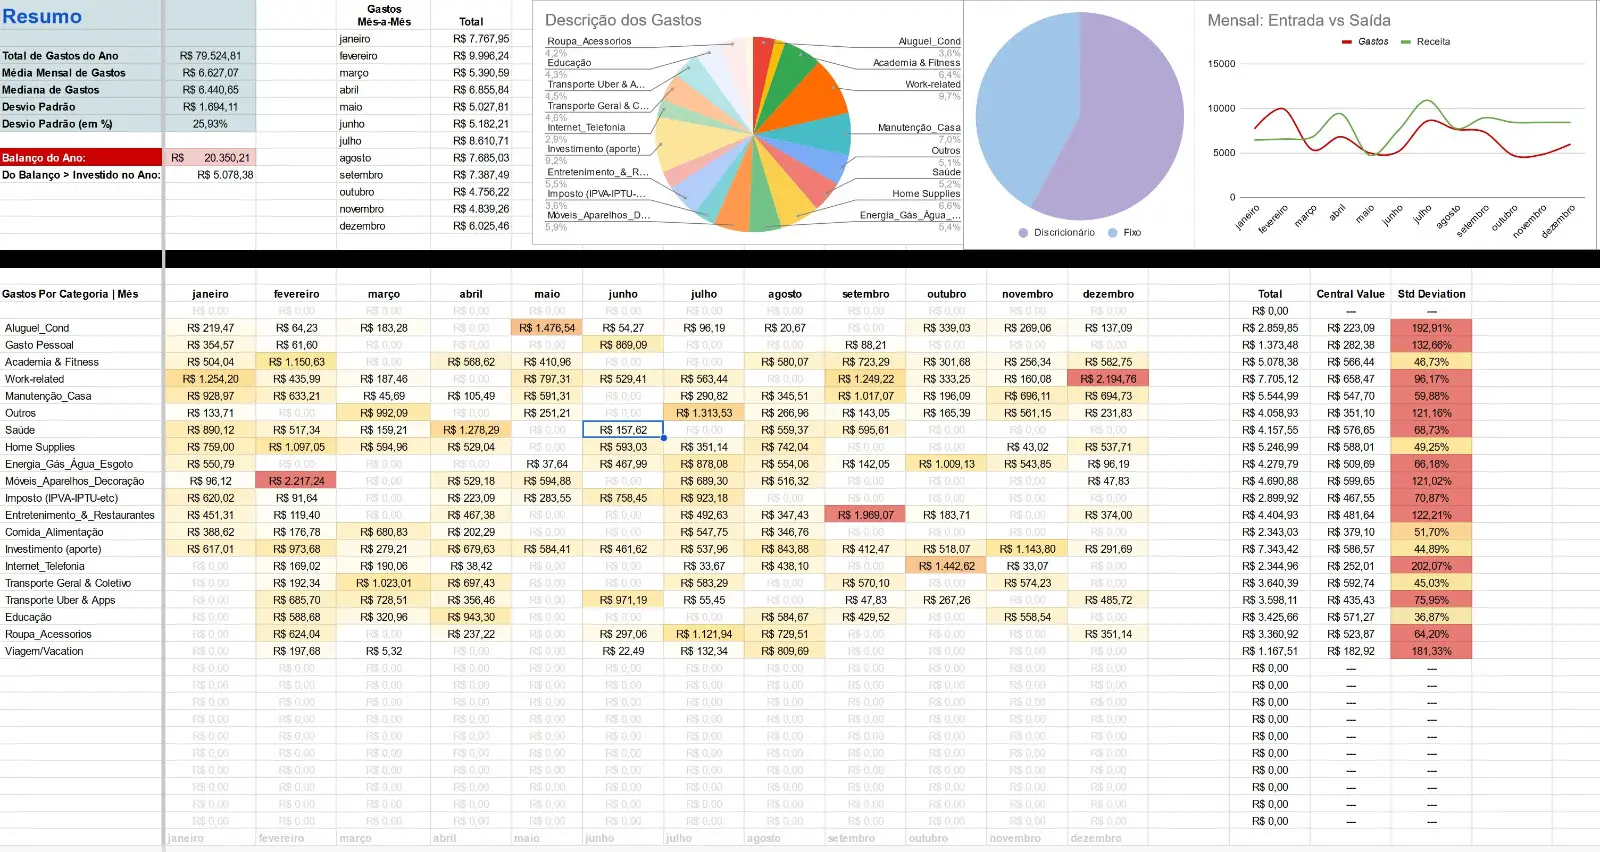 Resumo
Total de Gastos do Ano R$ 79.524,81
Média Mensal de Gastos R$ 6.627,07
Mediana de Gastos R$ 6.440,65
Desvio Padrão R$ 1.694,11
Desvio Padrão (em %) 25,93%
Balanço do Ano: R$ 20.350,21
Do Balanço > Investido no Ano: R$ 5.078,38
Gastos
Mês-a-Mês Total
janeiro R$ 7.767,95
fevereiro R$ 9.996,24
março R$ 5.390,59
abril R$ 6.855,84
maio R$ 5.027,81
junho R$ 5.182,21
julho R$ 8.610,71
agosto R$ 7.685,03
setembro R$ 7.387,49
outubro R$ 4.756,22
novembro R$ 4.839,26
dezembro R$ 6.025,46
Descrição dos Gastos
Roupa_Acessorios
4,2%
Educação
4,3%
Transporte Uber & A...
4,5%
Transporte Geral & C...
4,6%
Internet_Telefonia
2,9%
Investimento (aporte)
9,2%
Entretenimento_&_R...
5,5%
Imposto (IPVA-IPTU-...
3,6%
Móveis_Aparelhos_D...
5,9%
Aluguel_Cond
3,6%
Academia & Fitness
6,4%
Work-related
9,7%
Manutenção_Casa
7,0%
Outros
5,1%
Saúde
5,2%
Home Supplies
6,6%
Energia_Gás_Água_...
5,4%
Discricionário Fixo
Mensal: Entrada vs Saída
Gastos Receita
15000
10000
5000
0
janeiro fevereiro março abril maio junho julho agosto setembro outubro novembro dezembro
Gastos Por Categoria | Mês janeiro fevereiro março abril maio junho julho agosto setembro outubro novembro dezembro Total Central Value Std Deviation
R$ 0,00 R$ 0,00 R$ 0,00 R$ 0,00 R$ 0,00 R$ 0,00 R$ 0,00 R$ 0,00 R$ 0,00 R$ 0,00 R$ 0,00 R$ 0,00 R$ 0,00 --- ---
Aluguel_Cond R$ 219,47 R$ 64,23 R$ 183,28 R$ 0,00 R$ 1.476,54 R$ 54,27 R$ 96,19 R$ 20,67 R$ 0,00 R$ 339,03 R$ 269,06 R$ 137,09 R$ 2.859,85 R$ 223,09 192,91%
Gasto Pessoal R$ 354,57 R$ 61,60 R$ 0,00 R$ 0,00 R$ 0,00 R$ 869,09 R$ 0,00 R$ 0,00 R$ 88,21 R$ 0,00 R$ 0,00 R$ 0,00 R$ 1.373,48 R$ 282,38 132,66%
Academia & Fitness R$ 504,04 R$ 1.150,63 R$ 0,00 R$ 568,62 R$ 410,96 R$ 0,00 R$ 0,00 R$ 580,07 R$ 723,29 R$ 301,68 R$ 256,34 R$ 582,75 R$ 5.078,38 R$ 566,44 46,73%
Work-related R$ 1.254,20 R$ 435,99 R$ 187,46 R$ 0,00 R$ 797,31 R$ 529,41 R$ 563,44 R$ 0,00 R$ 1.249,22 R$ 333,25 R$ 160,08 R$ 2.194,76 R$ 7.705,12 R$ 658,47 96,17%
Manutenção_Casa R$ 928,97 R$ 633,21 R$ 45,69 R$ 105,49 R$ 591,31 R$ 0,00 R$ 290,82 R$ 345,51 R$ 1.017,07 R$ 196,09 R$ 696,11 R$ 694,73 R$ 5.544,99 R$ 547,70 59,88%
Outros R$ 133,71 R$ 0,00 R$ 992,09 R$ 0,00 R$ 251,21 R$ 0,00 R$ 1.313,53 R$ 266,96 R$ 143,05 R$ 165,39 R$ 561,15 R$ 231,83 R$ 4.058,93 R$ 351,10 121,16%
Saúde R$ 890,12 R$ 517,34 R$ 159,21 R$ 1.278,29 R$ 0,00 R$ 157,62 R$ 0,00 R$ 559,37 R$ 595,61 R$ 0,00 R$ 0,00 R$ 0,00 R$ 4.157,55 R$ 576,65 68,73%
Home Supplies R$ 759,00 R$ 1.097,05 R$ 594,96 R$ 529,04 R$ 0,00 R$ 593,03 R$ 351,14 R$ 742,04 R$ 0,00 R$ 0,00 R$ 43,02 R$ 537,71 R$ 5.246,99 R$ 588,01 49,25%
Energia_Gás_Água_Esgoto R$ 550,79 R$ 0,00 R$ 0,00 R$ 0,00 R$ 37,64 R$ 467,99 R$ 878,08 R$ 554,06 R$ 142,05 R$ 1.009,13 R$ 543,85 R$ 96,19 R$ 4.279,79 R$ 509,69 66,18%
Móveis_Aparelhos_Decoração R$ 96,12 R$ 2.217,24 R$ 0,00 R$ 529,18 R$ 594,88 R$ 0,00 R$ 689,30 R$ 516,32 R$ 0,00 R$ 0,00 R$ 0,00 R$ 47,83 R$ 4.690,88 R$ 599,65 121,02%
Imposto (IPVA-IPTU-etc) R$ 620,02 R$ 91,64 R$ 0,00 R$ 223,09 R$ 283,55 R$ 758,45 R$ 923,18 R$ 0,00 R$ 0,00 R$ 0,00 R$ 0,00 R$ 0,00 R$ 2.899,92 R$ 467,55 70,87%
Entretenimento_&_Restaurantes R$ 451,31 R$ 119,40 R$ 0,00 R$ 467,38 R$ 0,00 R$ 0,00 R$ 492,63 R$ 347,43 R$ 1.969,07 R$ 183,71 R$ 0,00 R$ 374,00 R$ 4.404,93 R$ 481,64 122,21%
Comida_Alimentação R$ 388,62 R$ 176,78 R$ 680,83 R$ 202,29 R$ 0,00 R$ 0,00 R$ 547,75 R$ 346,76 R$ 0,00 R$ 0,00 R$ 0,00 R$ 0,00 R$ 2.343,03 R$ 379,10 51,70%
Investimento (aporte) R$ 617,01 R$ 973,68 R$ 279,21 R$ 679,63 R$ 584,41 R$ 461,62 R$ 537,96 R$ 843,88 R$ 412,47 R$ 518,07 R$ 1.143,80 R$ 291,69 R$ 7.343,42 R$ 586,57 44,89%
Internet_Telefonia R$ 0,00 R$ 169,02 R$ 190,06 R$ 38,42 R$ 0,00 R$ 0,00 R$ 33,67 R$ 438,10 R$ 0,00 R$ 1.442,62 R$ 33,07 R$ 0,00 R$ 2.344,96 R$ 252,01 202,07%
Transporte Geral & Coletivo R$ 0,00 R$ 192,34 R$ 1.023,01 R$ 697,43 R$ 0,00 R$ 0,00 R$ 583,29 R$ 0,00 R$ 570,10 R$ 0,00 R$ 574,23 R$ 0,00 R$ 3.640,39 R$ 592,74 45,03%
Transporte Uber & Apps R$ 0,00 R$ 685,70 R$ 728,51 R$ 356,46 R$ 0,00 R$ 971,19 R$ 55,45 R$ 0,00 R$ 47,83 R$ 267,26 R$ 0,00 R$ 485,72 R$ 3.598,11 R$ 435,43 75,95%
Educação R$ 0,00 R$ 588,68 R$ 320,96 R$ 943,30 R$ 0,00 R$ 0,00 R$ 0,00 R$ 584,67 R$ 429,52 R$ 0,00 R$ 558,54 R$ 0,00 R$ 3.425,66 R$ 571,27 36,87%
Roupa_Acessorios R$ 0,00 R$ 624,04 R$ 0,00 R$ 237,22 R$ 0,00 R$ 297,06 R$ 1.121,94 R$ 729,51 R$ 0,00 R$ 0,00 R$ 0,00 R$ 351,14 R$ 3.360,92 R$ 523,87 64,20%
Viagem/Vacation R$ 0,00 R$ 197,68 R$ 5,32 R$ 0,00 R$ 0,00 R$ 22,49 R$ 132,34 R$ 809,69 R$ 0,00 R$ 0,00 R$ 0,00 R$ 0,00 R$ 1.167,51 R$ 182,92 181,33%
R$ 0,00 R$ 0,00 R$ 0,00 R$ 0,00 R$ 0,00 R$ 0,00 R$ 0,00 R$ 0,00 R$ 0,00 R$ 0,00 R$ 0,00 R$ 0,00 R$ 0,00 --- ---
R$ 0,00 R$ 0,00 R$ 0,00 R$ 0,00 R$ 0,00 R$ 0,00 R$ 0,00 R$ 0,00 R$ 0,00 R$ 0,00 R$ 0,00 R$ 0,00 R$ 0,00 --- ---
R$ 0,00 R$ 0,00 R$ 0,00 R$ 0,00 R$ 0,00 R$ 0,00 R$ 0,00 R$ 0,00 R$ 0,00 R$ 0,00 R$ 0,00 R$ 0,00 R$ 0,00 --- ---
R$ 0,00 R$ 0,00 R$ 0,00 R$ 0,00 R$ 0,00 R$ 0,00 R$ 0,00 R$ 0,00 R$ 0,00 R$ 0,00 R$ 0,00 R$ 0,00 R$ 0,00 --- ---
R$ 0,00 R$ 0,00 R$ 0,00 R$ 0,00 R$ 0,00 R$ 0,00 R$ 0,00 R$ 0,00 R$ 0,00 R$ 0,00 R$ 0,00 R$ 0,00 R$ 0,00 --- ---
R$ 0,00 R$ 0,00 R$ 0,00 R$ 0,00 R$ 0,00 R$ 0,00 R$ 0,00 R$ 0,00 R$ 0,00 R$ 0,00 R$ 0,00 R$ 0,00 R$ 0,00 --- ---
R$ 0,00 R$ 0,00 R$ 0,00 R$ 0,00 R$ 0,00 R$ 0,00 R$ 0,00 R$ 0,00 R$ 0,00 R$ 0,00 R$ 0,00 R$ 0,00 R$ 0,00 --- ---
R$ 0,00 R$ 0,00 R$ 0,00 R$ 0,00 R$ 0,00 R$ 0,00 R$ 0,00 R$ 0,00 R$ 0,00 R$ 0,00 R$ 0,00 R$ 0,00 R$ 0,00 --- ---
R$ 0,00 R$ 0,00 R$ 0,00 R$ 0,00 R$ 0,00 R$ 0,00 R$ 0,00 R$ 0,00 R$ 0,00 R$ 0,00 R$ 0,00 R$ 0,00 R$ 0,00 --- ---
R$ 0,00 R$ 0,00 R$ 0,00 R$ 0,00 R$ 0,00 R$ 0,00 R$ 0,00 R$ 0,00 R$ 0,00 R$ 0,00 R$ 0,00 R$ 0,00 R$ 0,00 --- ---
janeiro fevereiro março abril maio junho julho agosto setembro outubro novembro dezembro